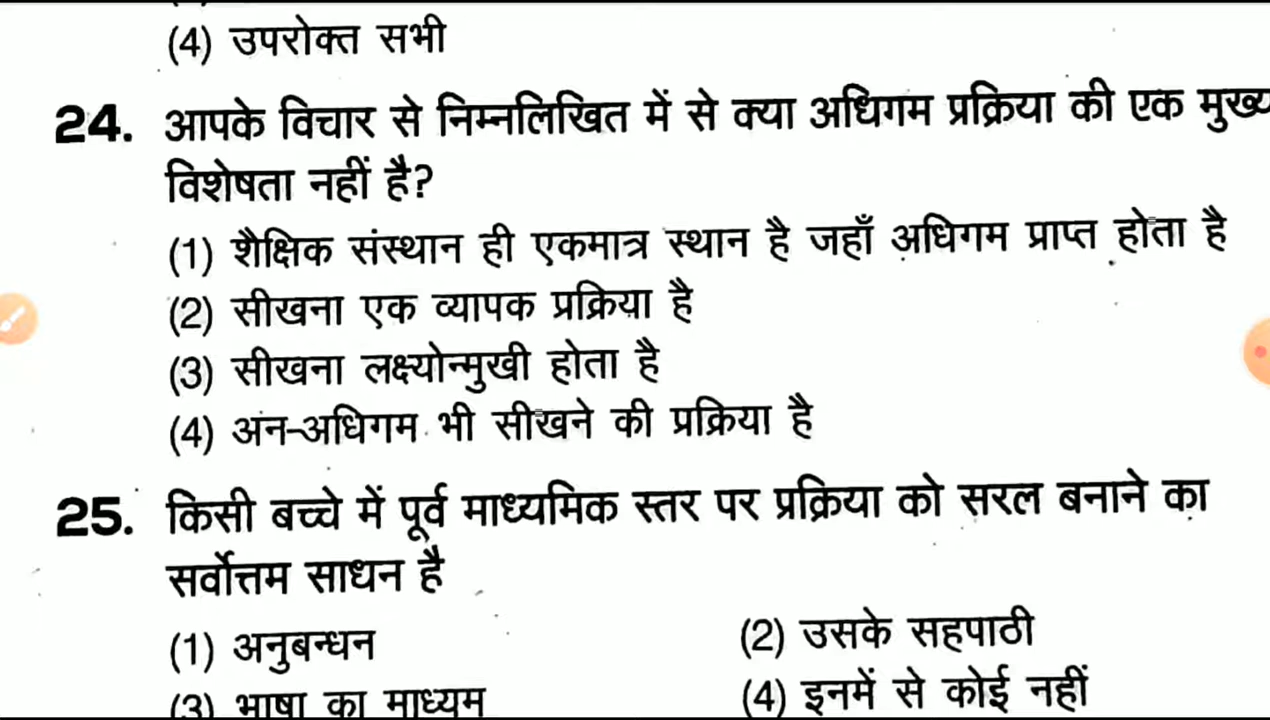 (4) उपरोक्त सभी
24. आपके विचार से निम्नलिखित में से क्या अधिगम प्रक्रिया की एक मुख्य
विशेषता नहीं है?
(1) शैक्षिक संस्थान ही एकमात्र स्थान है जहाँ अधिगम प्राप्त होता है
(2) सीखना एक व्यापक प्रक्रिया है
(3) सीखना लक्ष्योन्मुखी होता है
(4) अन-अधिगम भी सीखने की प्रक्रिया है
25. किसी बच्चे में पूर्व माध्यमिक स्तर पर प्रक्रिया को सरल बनाने का
सर्वोत्तम साधन है
(1) अनुबन्धन (2) उसके सहपाठी
(3) भाषा का माध्यम (4) इनमें से कोई नहीं